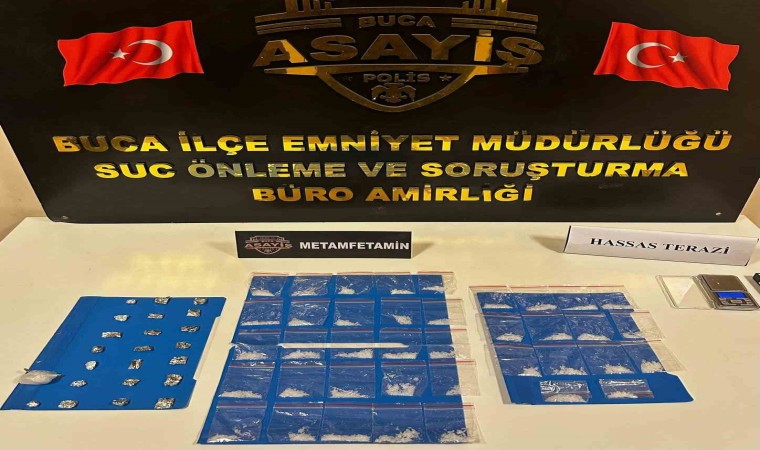 BUCA
ASAYİŞ
POLİS
BUCA İLÇE EMNİYET MÜDÜRLÜĞÜ
SUC ÖNLEME VE SORUŞTURMA
BÜRO AMİRLİĞİ
ASAYİŞ
METAMFETAMİN
HASSAS TERAZİ